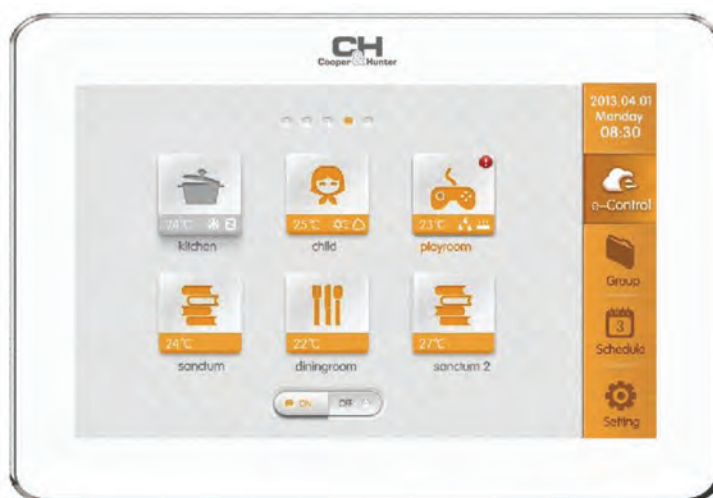 CH
Cooper&Hunter
2013.04.01
Monday
08:30
e-Control
24℃
25℃
23℃
kitchen
child
playroom
Group
24℃
22℃
27℃
3
Schedule
sanctum
diningroom
sanctum 2
ON
OFF
Setting